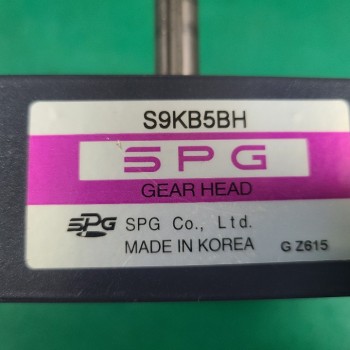 S9KB5BH
SPG
GEAR HEAD
SPG SPG Co., Ltd.
MADE IN KOREA G Z615